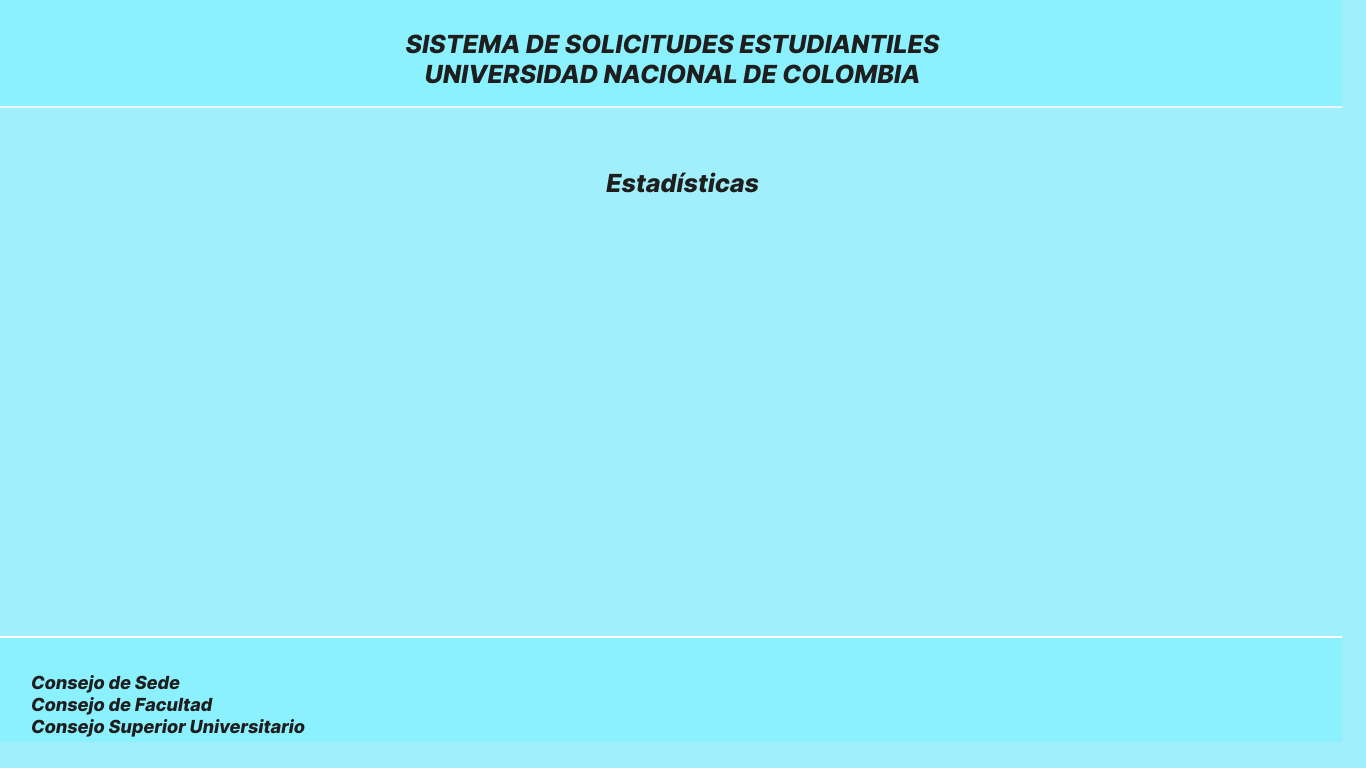 SISTEMA DE SOLICITUDES ESTUDIANTILES
UNIVERSIDAD NACIONAL DE COLOMBIA
Estadísticas
Consejo de Sede
Consejo de Facultad
Consejo Superior Universitario